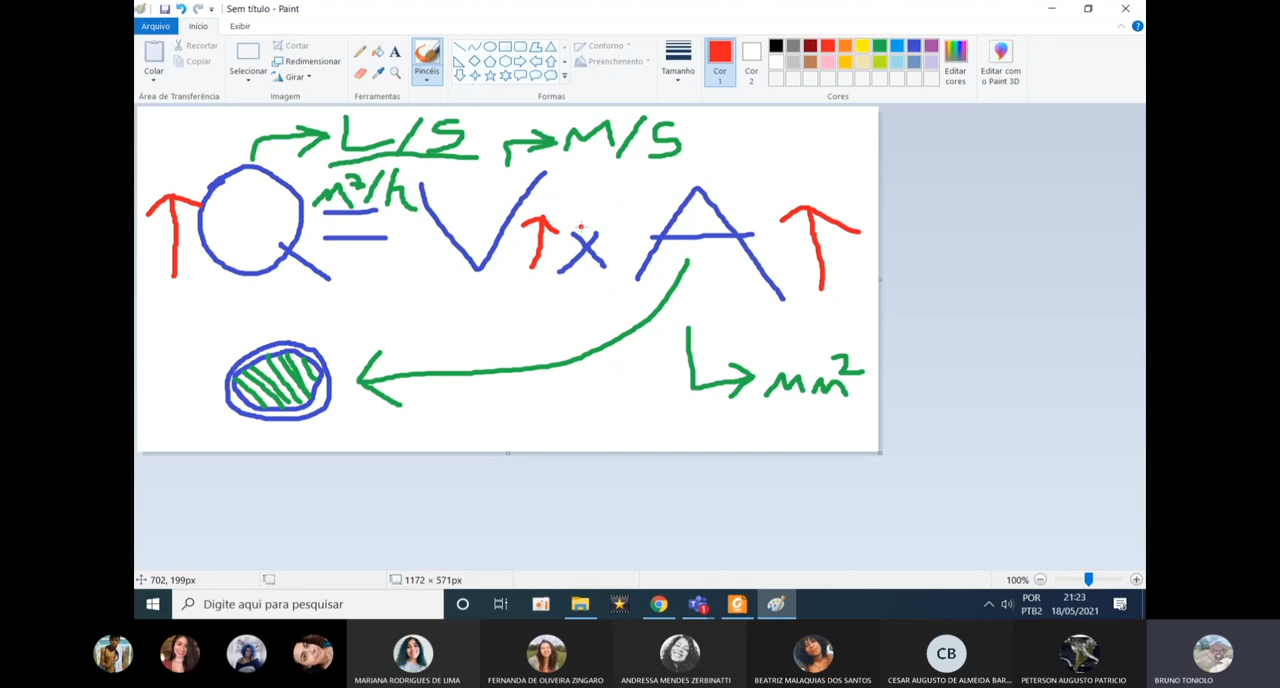 Sem título - Paint
Arquivo
Início
Exibir
Colar
Recortar
Copiar
Área de Transferência
Selecionar
Cortar
Redimensionar
Girar
Imagem
A
Ferramentas
Pincéis
Contorno
Preenchimento
Formas
Tamanho
Cor
1
Cor
2
Cores
Editar
cores
Editar com
o Paint 3D
L/S
M/S
m³/h
Q = V x A
mm²
702, 199px
1172 × 571px
100%
Digite aqui para pesquisar
1
POR
PTB2
21:23
18/05/2021
CB
MARIANA RODRIGUES DE LIMA
FERNANDA DE OLIVEIRA ZINGARO
ANDRESSA MENDES ZERBINATTI
BEATRIZ MALAQUIAS DOS SANTOS
CESAR AUGUSTO DE ALMEIDA BAR...
PETERSON AUGUSTO PATRICIO
BRUNO TONIOLO